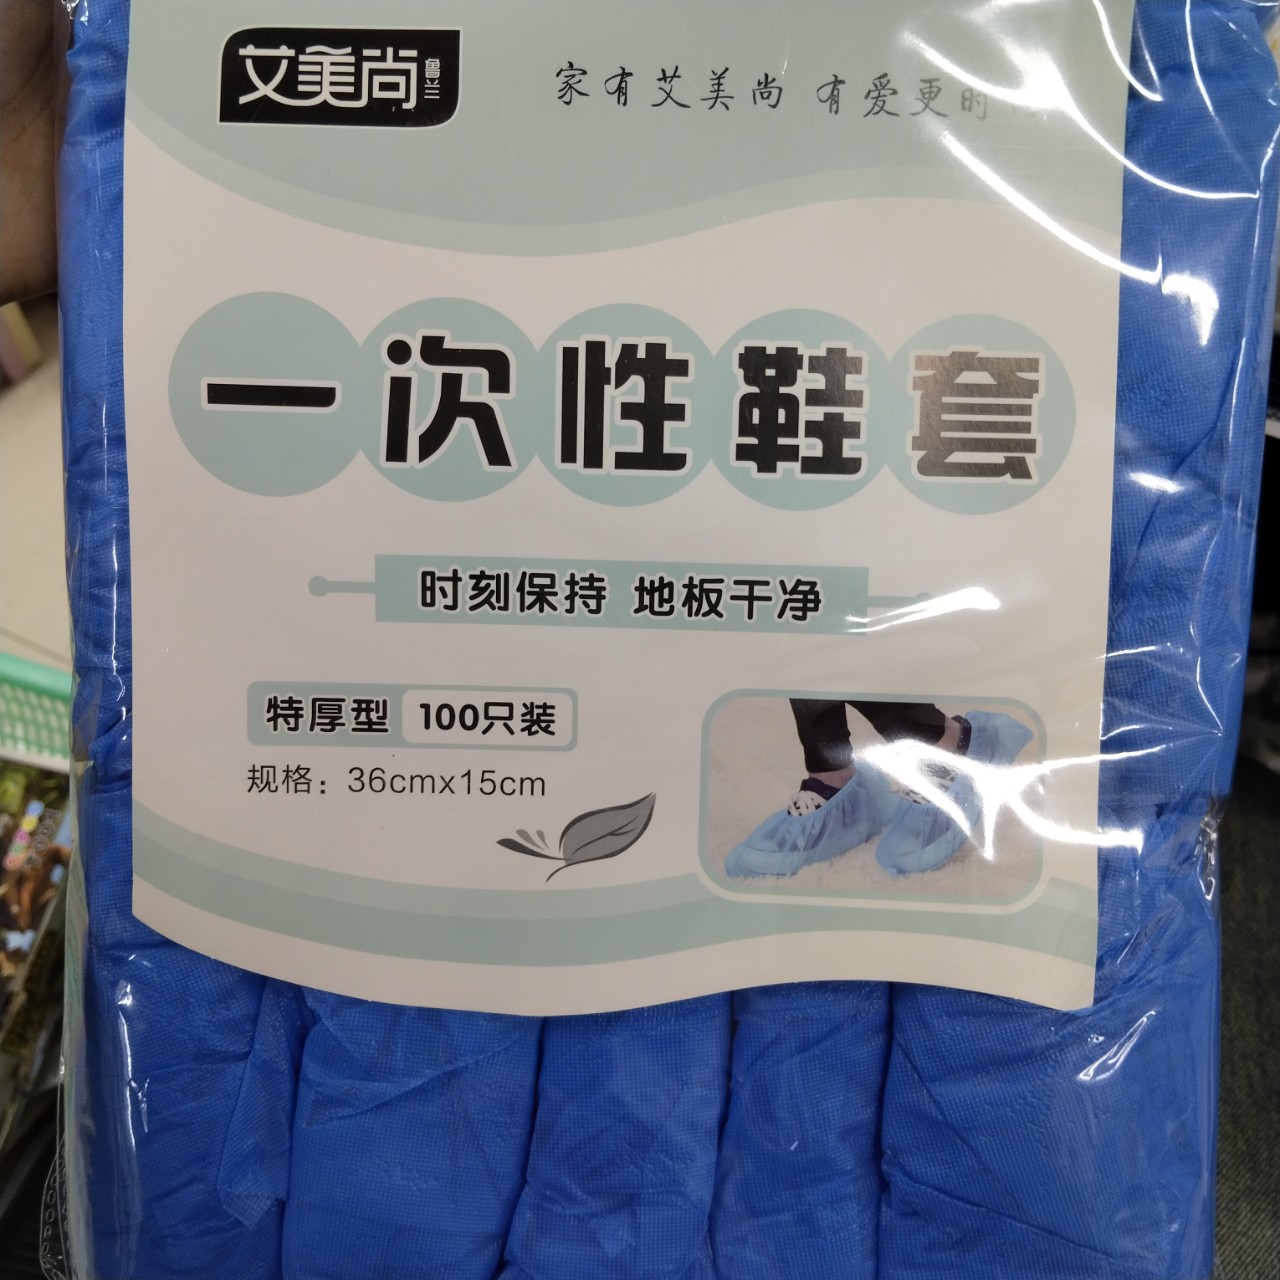 艾美尚
鲁兰
家有艾美尚 有爱更时
一次性鞋套
时刻保持 地板干净
特厚型 100只装
规格：36cmx15cm